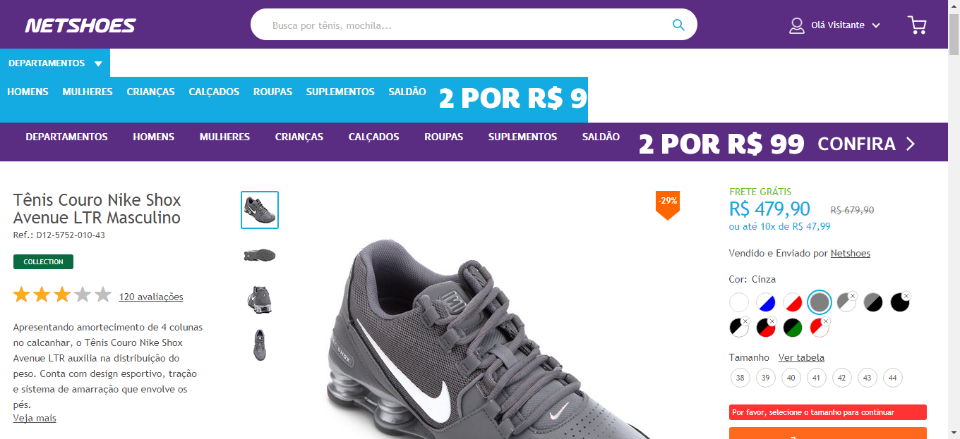 NETSHOES
Busca por tênis, mochila...
Olá Visitante
DEPARTAMENTOS
HOMENS MULHERES CRIANÇAS CALÇADOS ROUPAS SUPLEMENTOS SALDÃO 2 POR R$ 9
DEPARTAMENTOS HOMENS MULHERES CRIANÇAS CALÇADOS ROUPAS SUPLEMENTOS SALDÃO 2 POR R$ 99 CONFIRA
Tênis Couro Nike Shox
Avenue LTR Masculino
Ref.: D12-5752-010-43
COLLECTION
120 avaliações
Apresentando amortecimento de 4 colunas
no calcanhar, o Tênis Couro Nike Shox
Avenue LTR auxilia na distribuição do
peso. Conta com design esportivo, tração
e sistema de amarração que envolve os
pés.
Veja mais
-29%
FRETE GRÁTIS
R$ 479,90 R$ 679,90
ou até 10x de R$ 47,99
Vendido e Enviado por Netshoes
Cor: Cinza
Tamanho Ver tabela
38 39 40 41 42 43 44
Por favor, selecione o tamanho para continuar